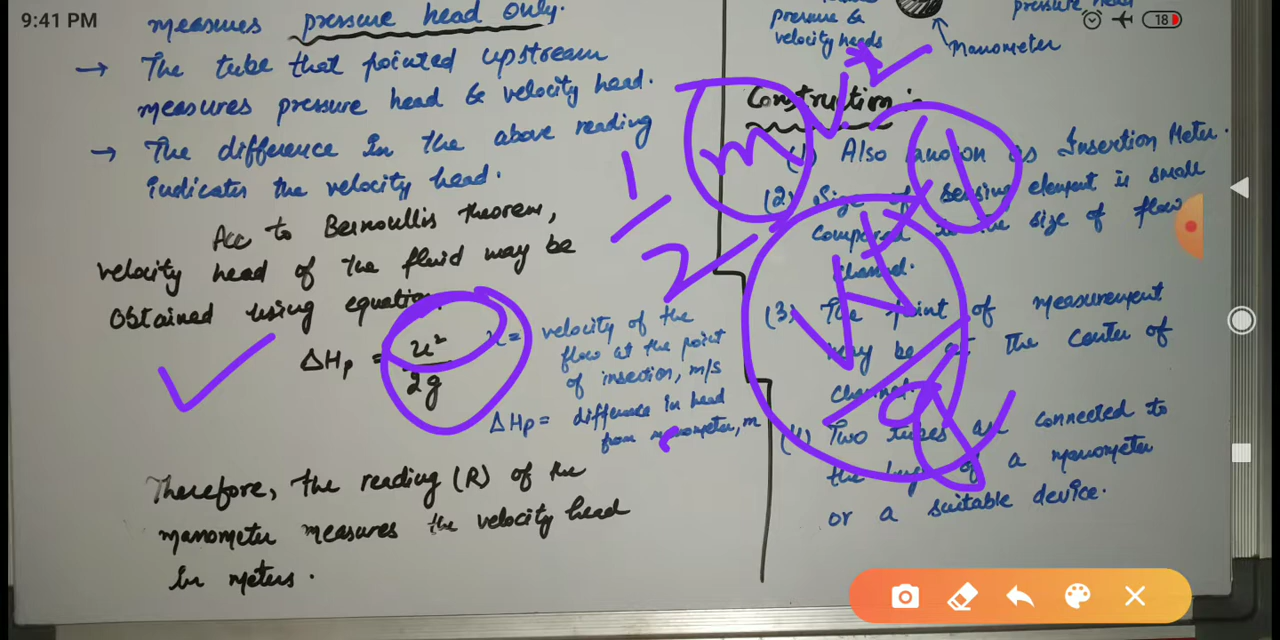 9:41 PM
18
measures pressure head only.
→ The tube that pointed upstream
measures pressure head & velocity head.
→ The difference in the above reading
indicates the velocity head.
Acc to Bernoullis theorem,
velocity head of the fluid may be
Obtained using equation
ΔHp = u²/2g
u = velocity of the
flow at the point
of insection, m/s
ΔHp = difference in head
from manometer, m
Therefore, the reading (R) of the
manometer measures the velocity head
in meters.
pressure &
velocity heads
Manometer
pressure head
Construction :-
(1) Also known as Insertion Meter.
(2) Size of sensing element is small
compared to the size of flow
channel.
(3) The point of measurement
may be at the center of
channel.
(4) Two tubes are connected to
the legs of a manometer
or a suitable device.
1/2 m v²